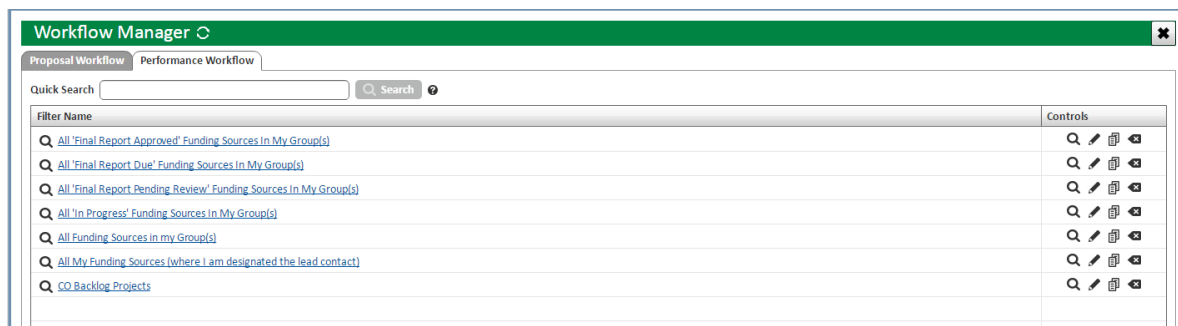 Workflow Manager
Proposal Workflow Performance Workflow
Quick Search Search
Filter Name Controls
All 'Final Report Approved' Funding Sources In My Group(s)
All 'Final Report Due' Funding Sources In My Group(s)
All 'Final Report Pending Review' Funding Sources In My Group(s)
All 'In Progress' Funding Sources In My Group(s)
All Funding Sources in my Group(s)
All My Funding Sources (where I am designated the lead contact)
CO Backlog Projects